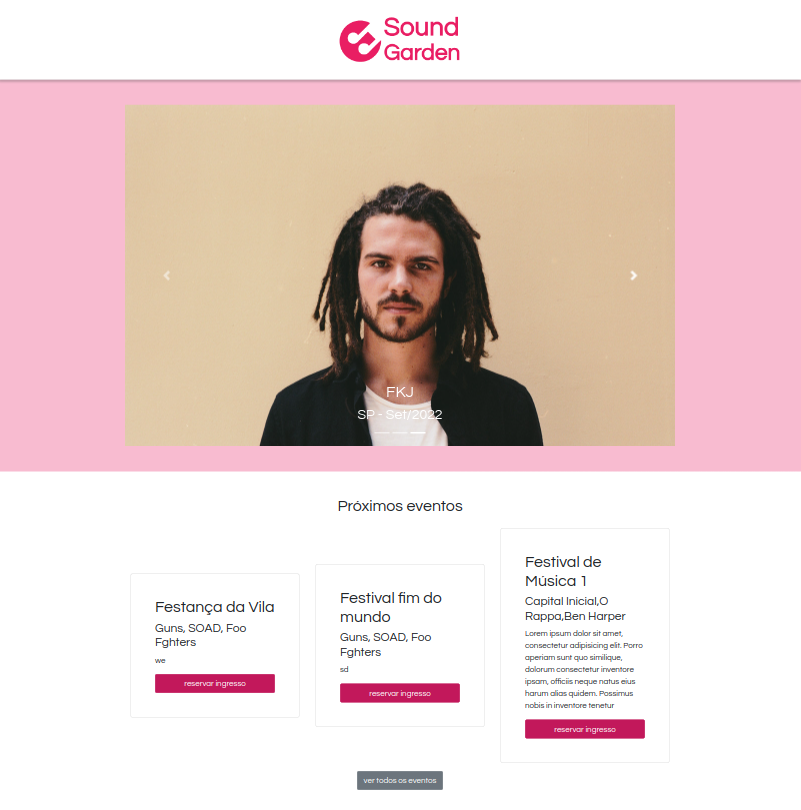 Sound
Garden
FKJ
SP - Set/2022
Próximos eventos
Festança da Vila
Guns, SOAD, Foo
Fghters
we
reservar ingresso
Festival fim do
mundo
Guns, SOAD, Foo
Fghters
sd
reservar ingresso
Festival de
Música 1
Capital Inicial,O
Rappa,Ben Harper
Lorem ipsum dolor sit amet,
consectetur adipisicing elit. Porro
aperiam sunt quo similique,
dolorum consectetur inventore
ipsam, officiis neque natus eius
harum alias quidem. Possimus
nobis in inventore tenetur
reservar ingresso
ver todos os eventos